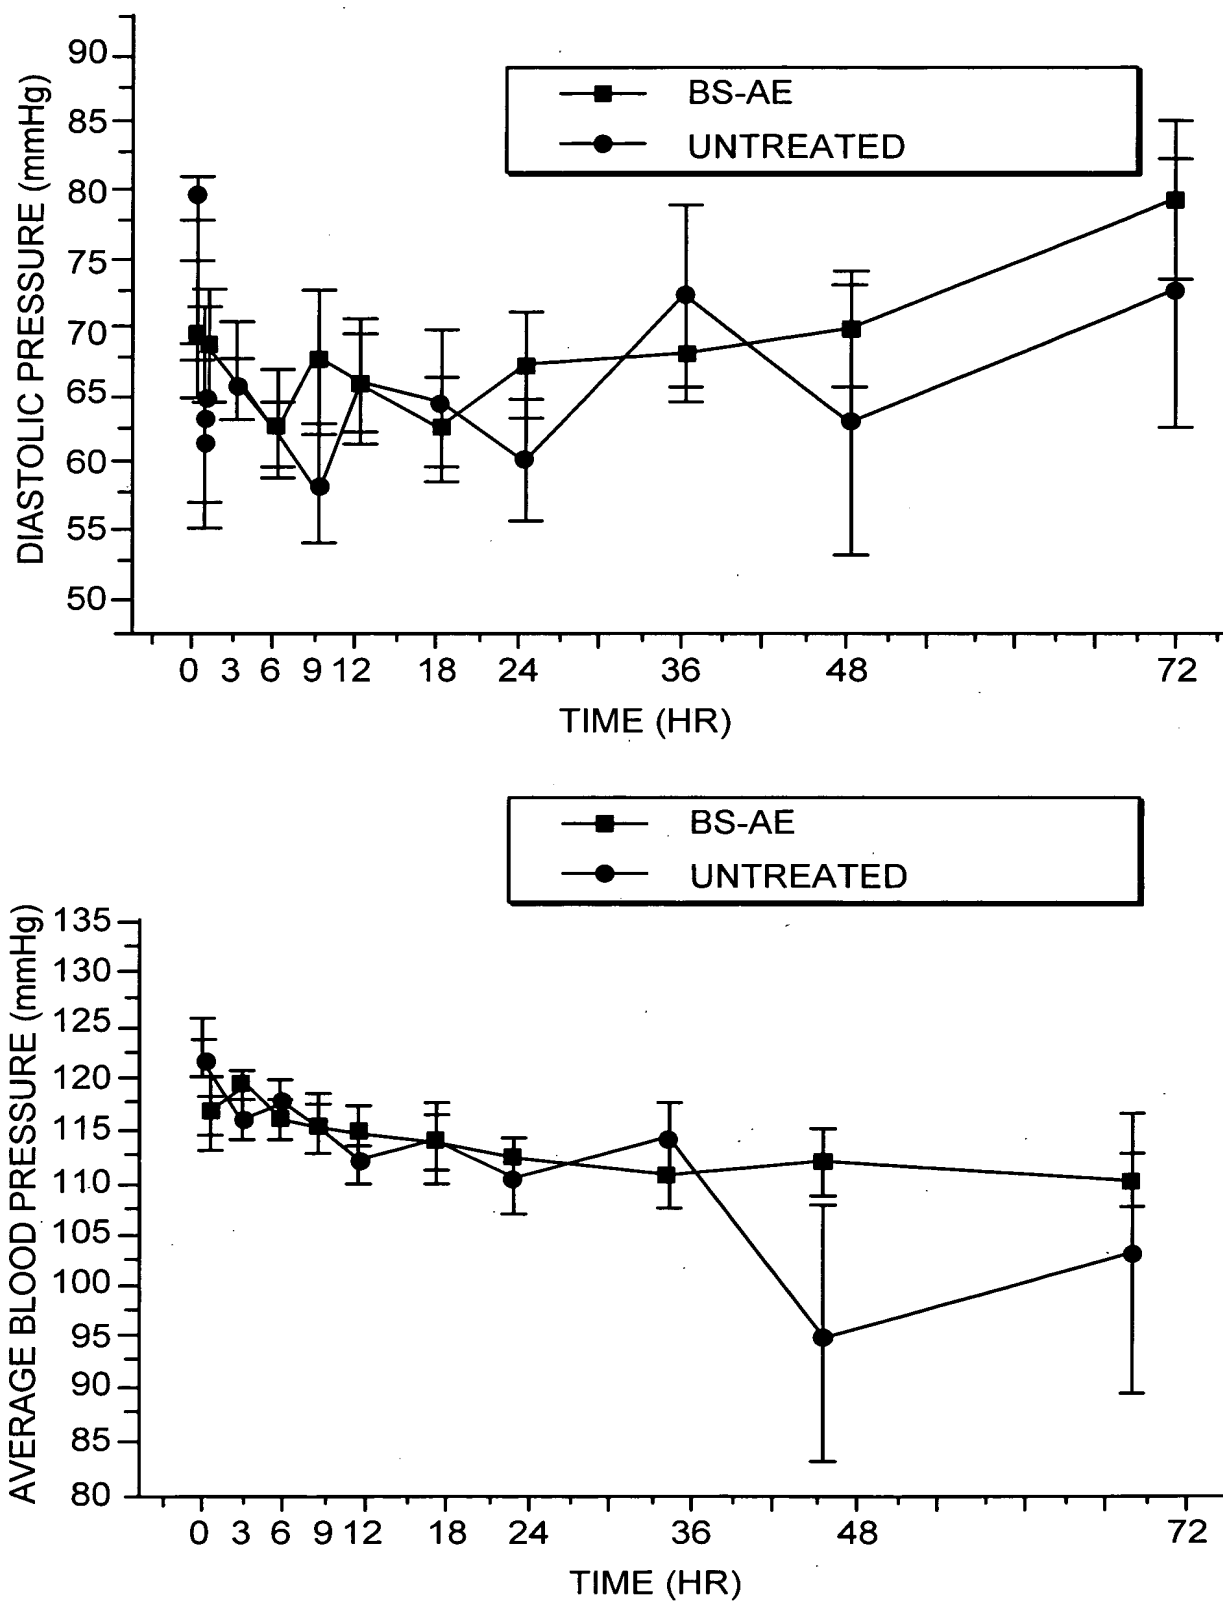 DIASTOLIC PRESSURE (mmHg)
90
85
80
75
70
65
60
55
50
BS-AE
UNTREATED
0 3 6 9 12 18 24 36 48 72
TIME (HR)
BS-AE
UNTREATED
AVERAGE BLOOD PRESSURE (mmHg)
135
130
125
120
115
110
105
100
95
90
85
80
0 3 6 9 12 18 24 36 48 72
TIME (HR)